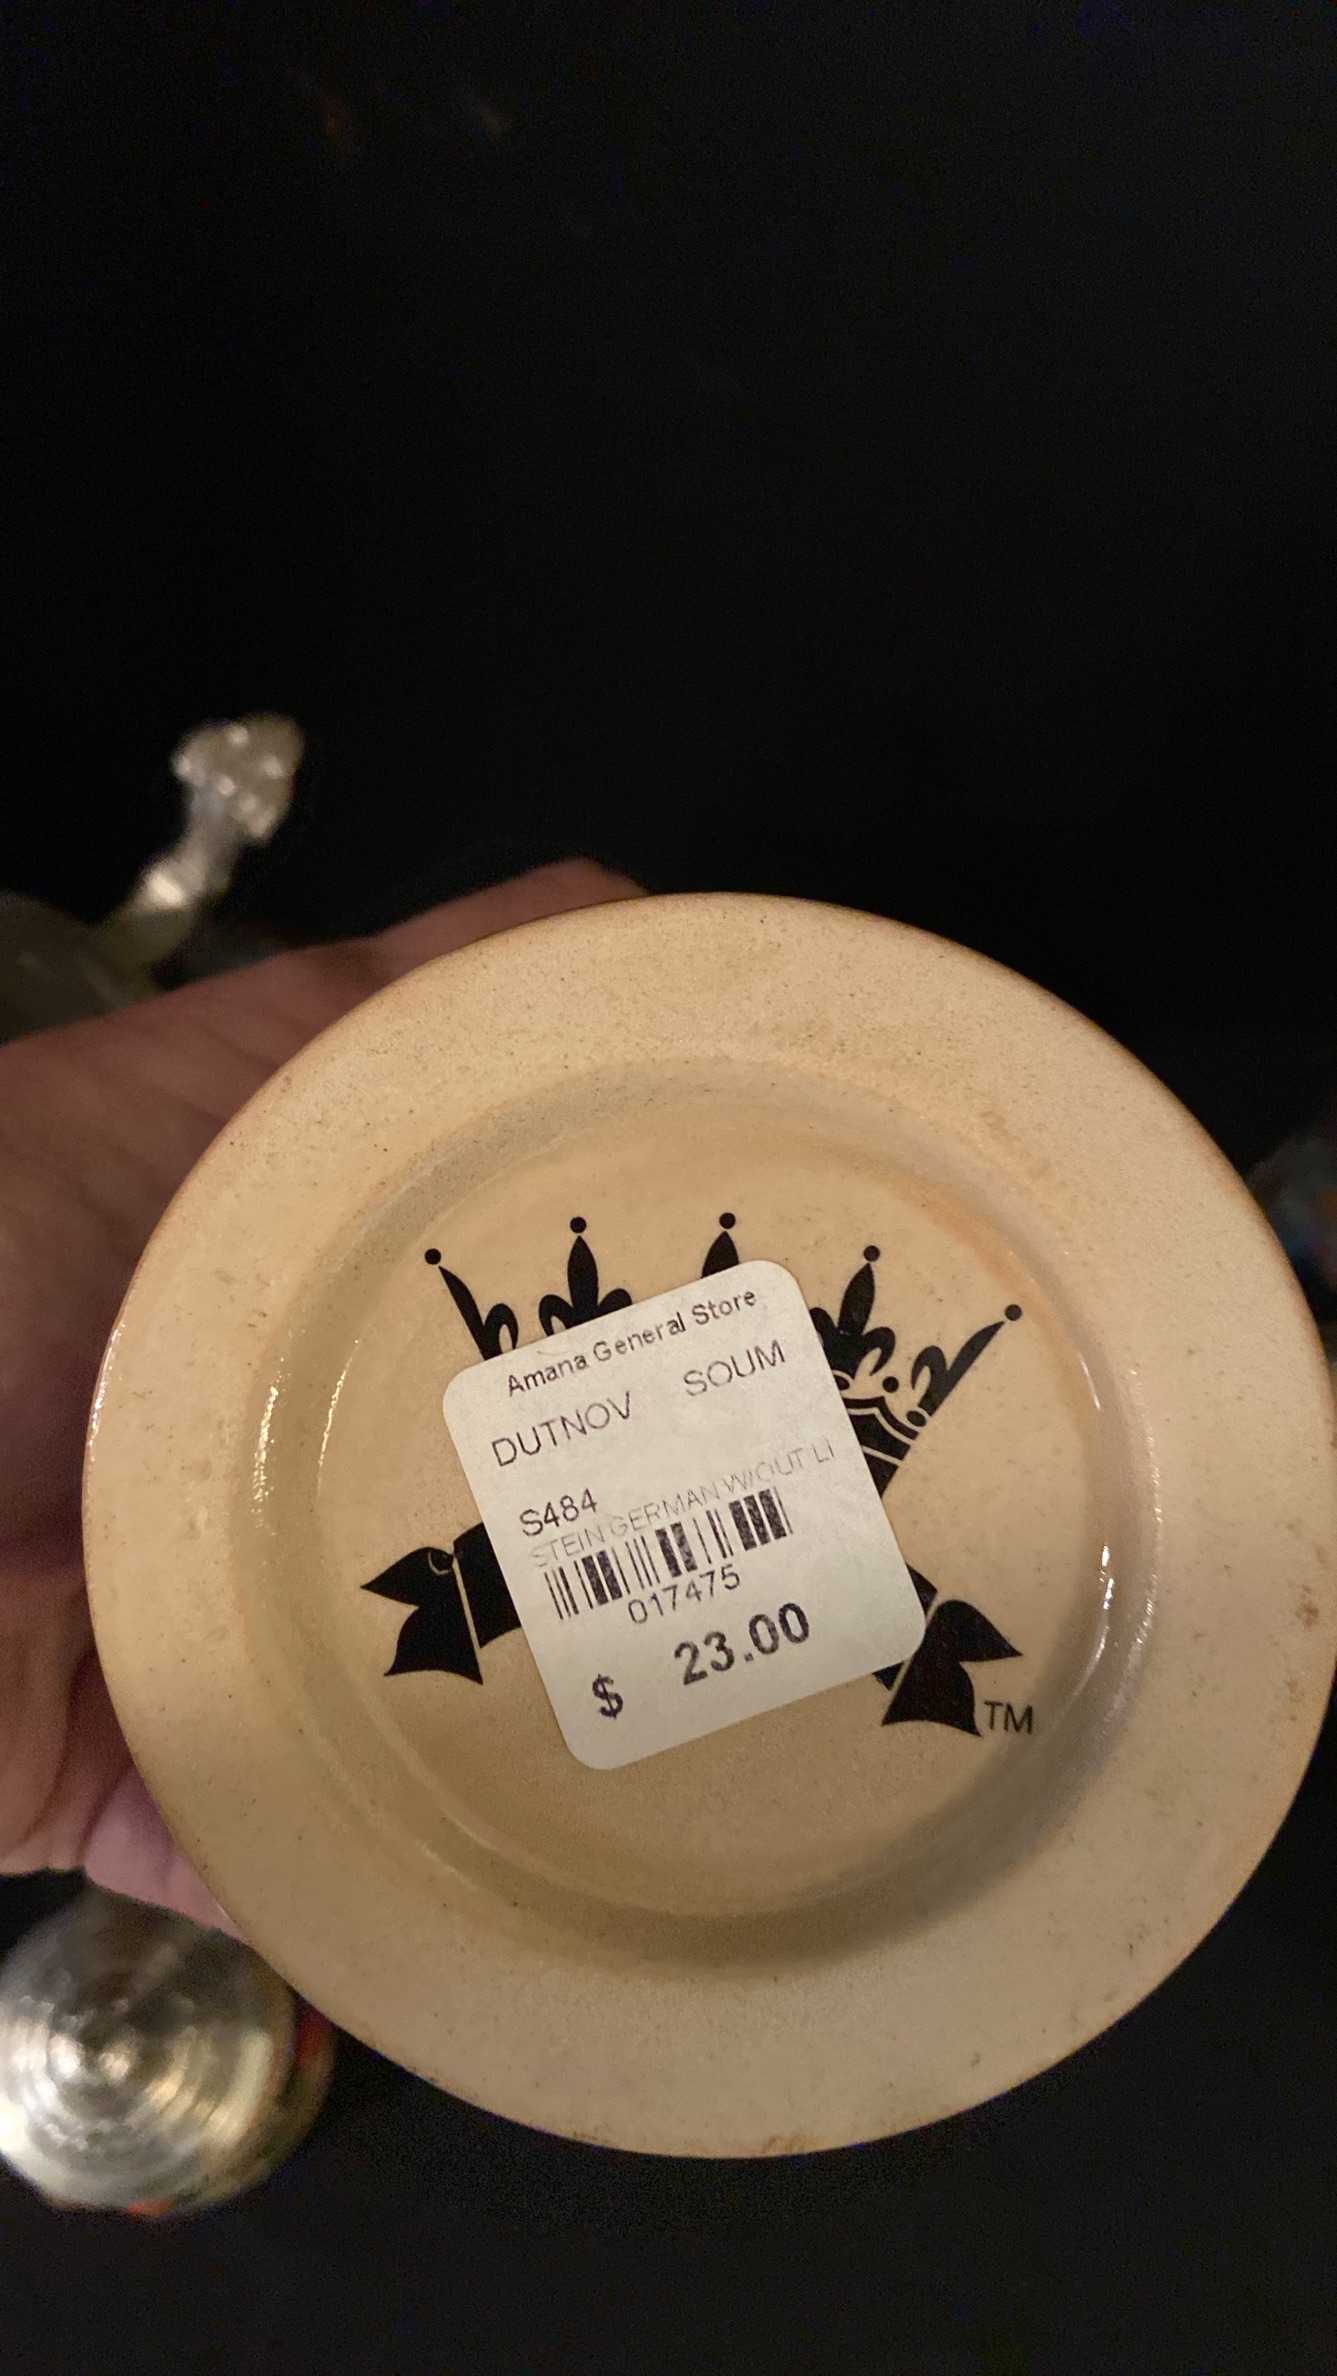 Amana General Store
DUTNOV SOUM
S484
STEIN GERMAN W/OUT LI
017475
$ 23.00
TM